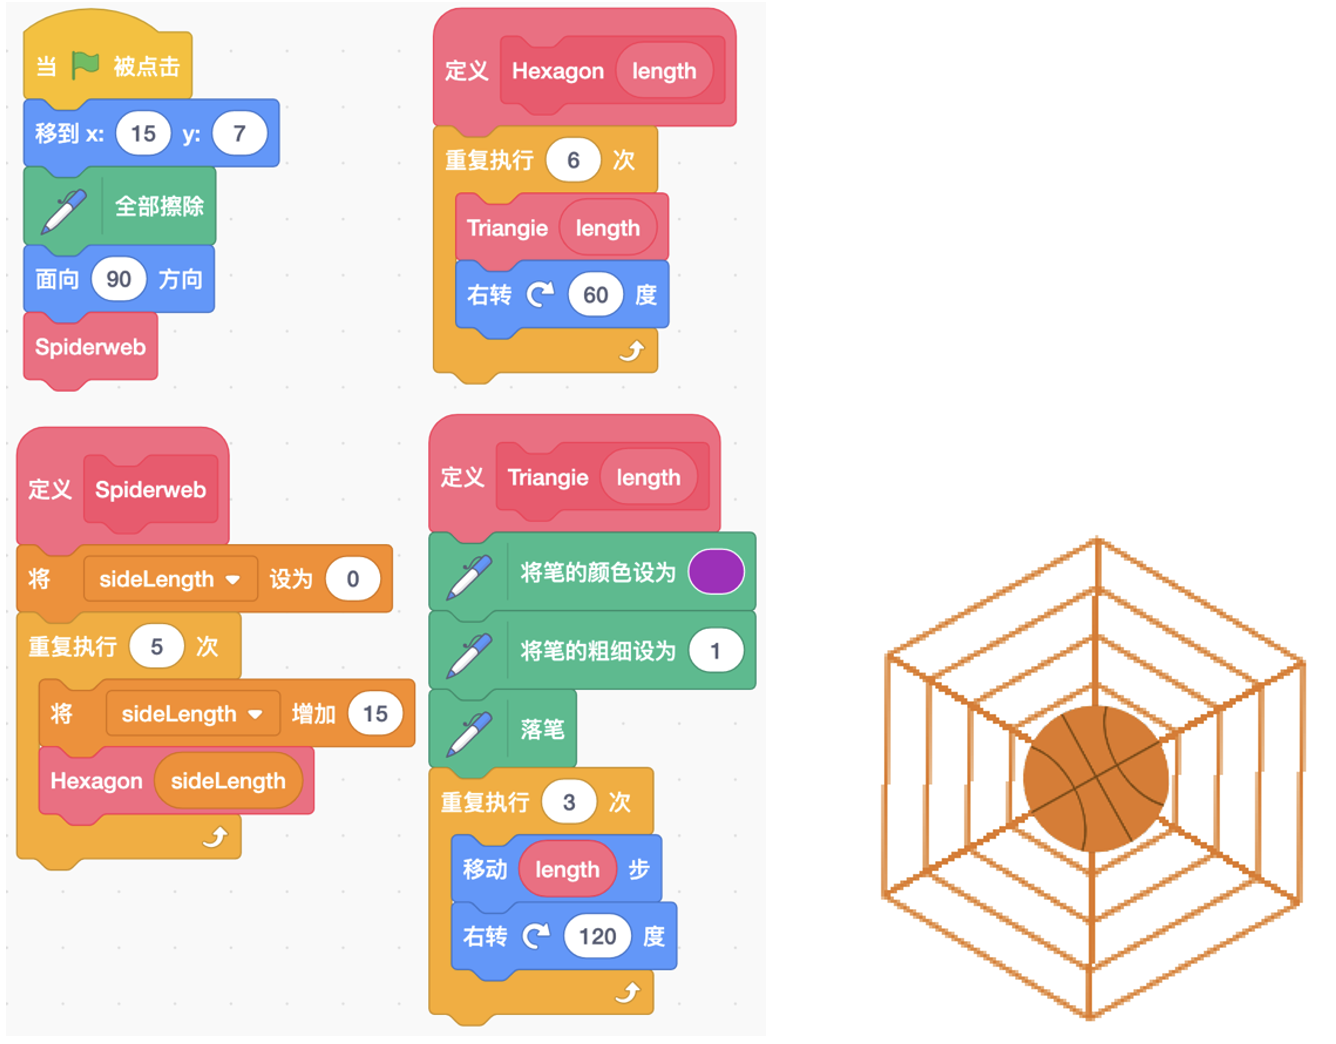 当 被点击
移到 x: 15 y: 7
全部擦除
面向 90 方向
Spiderweb
定义 Hexagon length
重复执行 6 次
Triangie length
右转 60 度
定义 Spiderweb
将 sideLength 设为 0
重复执行 5 次
将 sideLength 增加 15
Hexagon sideLength
定义 Triangie length
将笔的颜色设为
将笔的粗细设为 1
落笔
重复执行 3 次
移动 length 步
右转 120 度